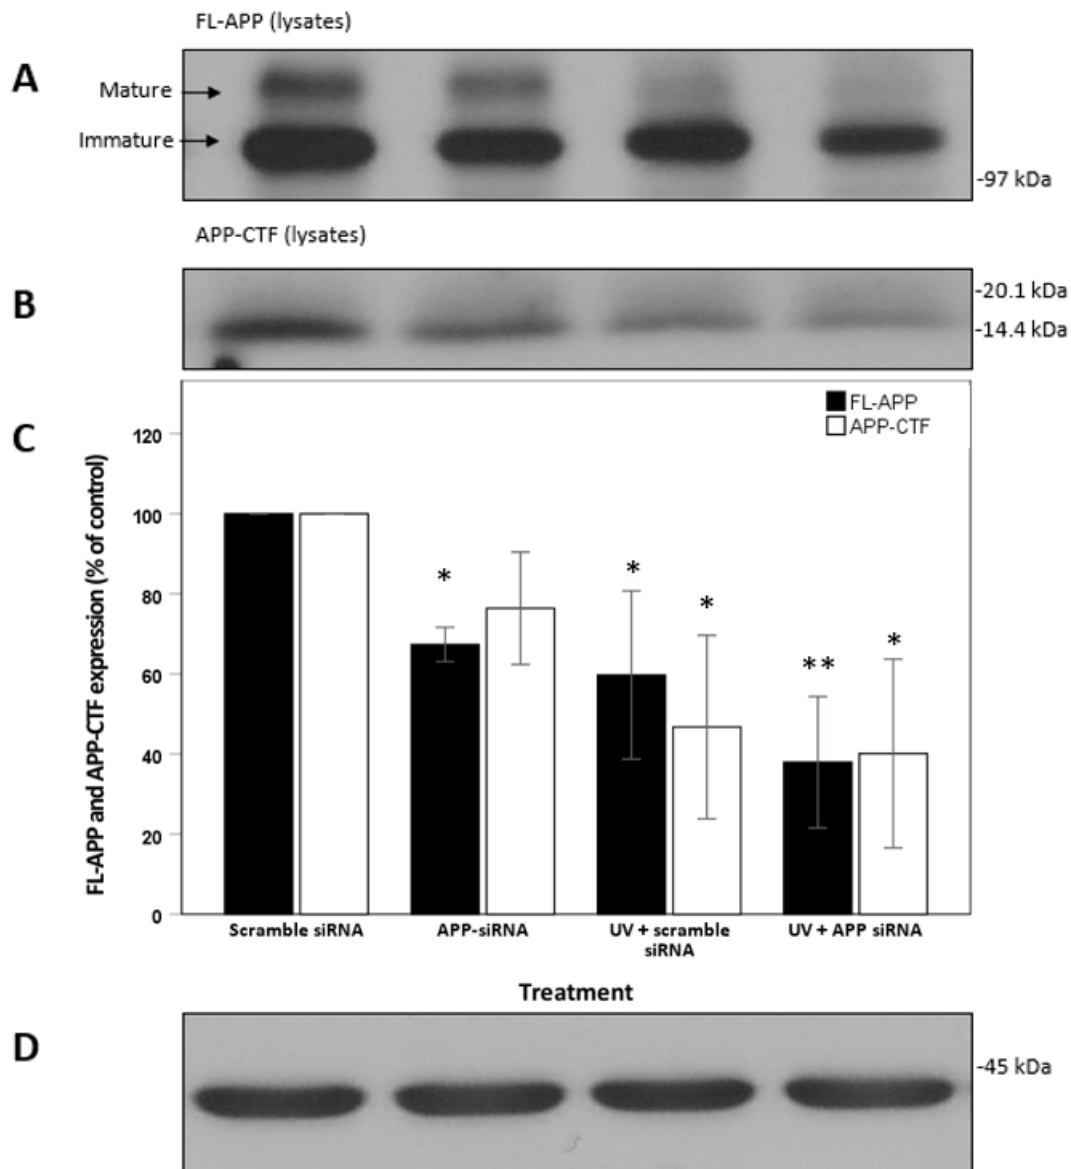 FL-APP (lysates)
A
Mature
Immature
-97 kDa
APP-CTF (lysates)
B
-20.1 kDa
-14.4 kDa
C
FL-APP
APP-CTF
FL-APP and APP-CTF expression (% of control)
120
100
80
60
40
20
0
*
*
*
**
*
Scramble siRNA
APP-siRNA
UV + scramble
siRNA
UV + APP siRNA
Treatment
D
-45 kDa